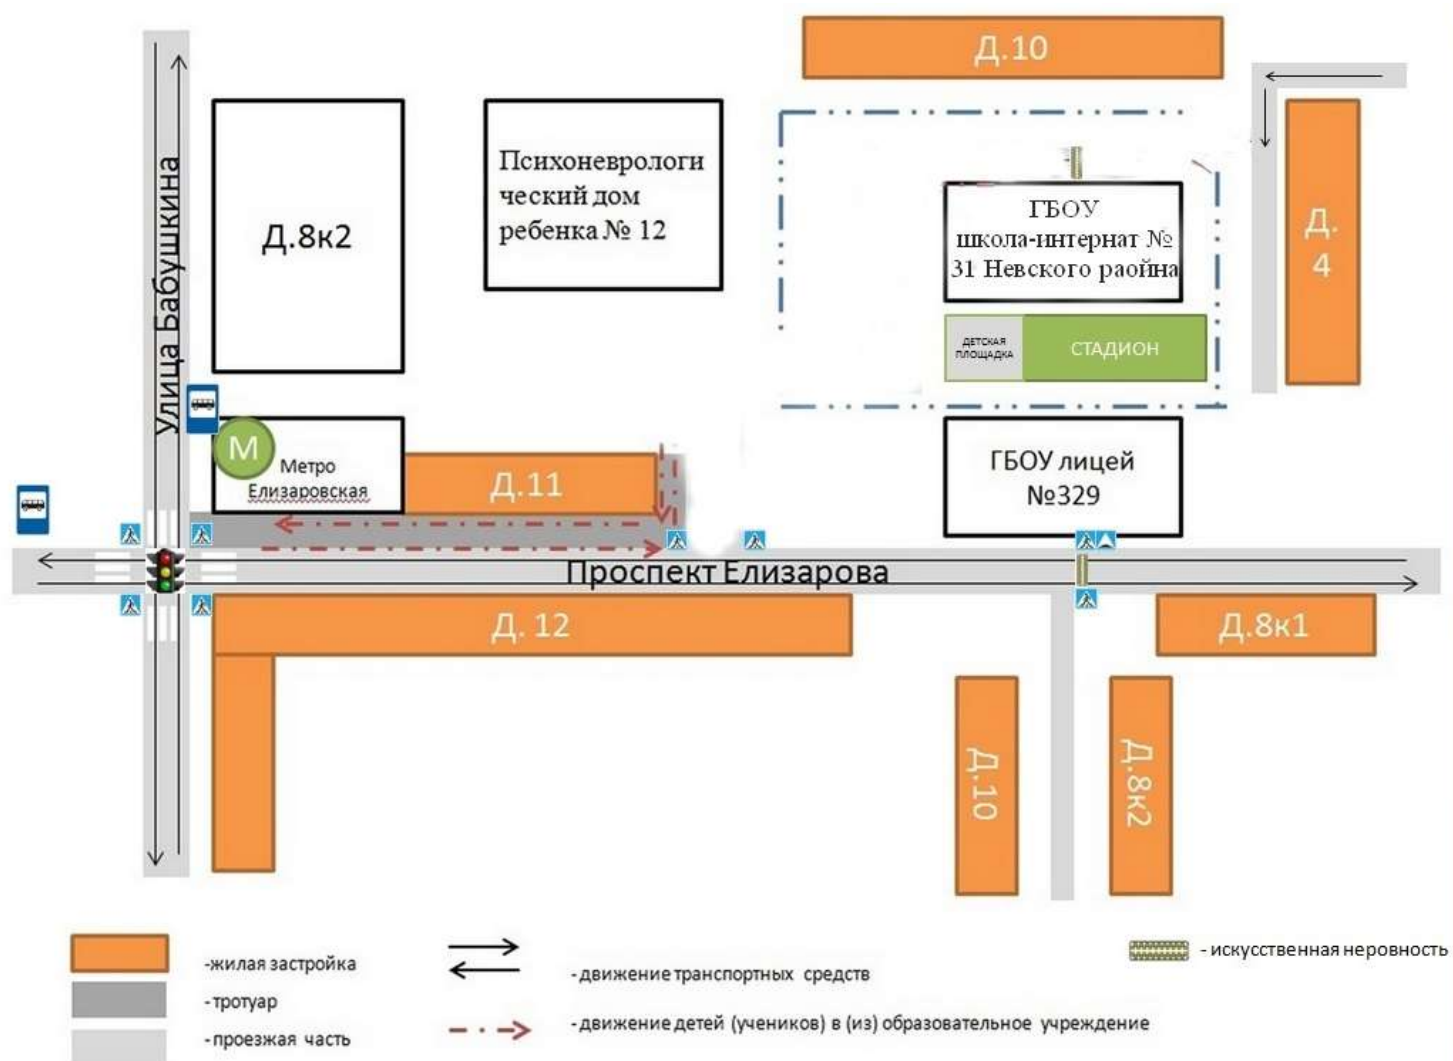 Д.10
Улица Бабушкина
Д.8к2
Психоневрологи
ческий дом
ребенка № 12
ГБОУ
школа-интернат №
31 Невского раойна
Д.
4
ДЕТСКАЯ
ПЛОЩАДКА
СТАДИОН
М
Метро
Елизаровская
Д.11
ГБОУ лицей
№329
Проспект Елизарова
Д. 12
Д.8к1
Д.10
Д.8к2
-жилая застройка
-тротуар
-проезжая часть
- движение транспортных средств
- движение детей (учеников) в (из) образовательное учреждение
- искусственная неровность